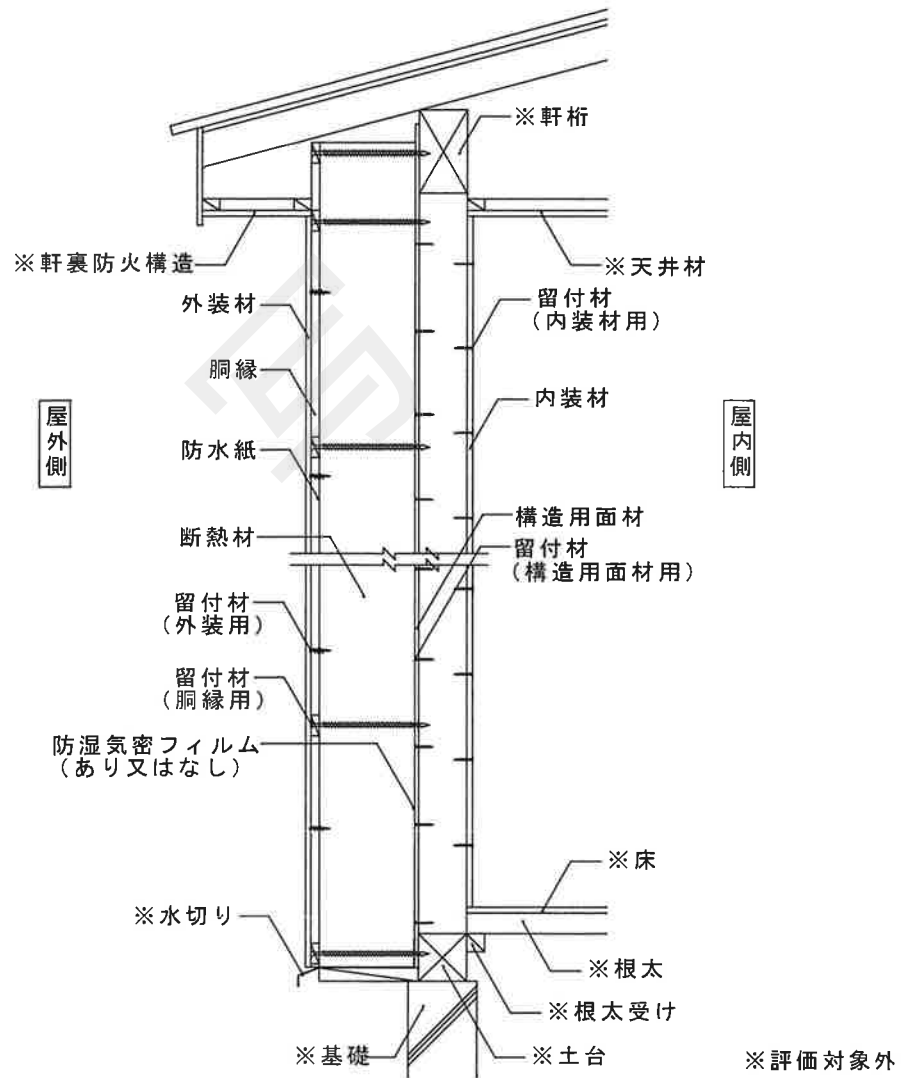 ※軒桁
※軒裏防火構造
※天井材
外装材
留付材
(内装材用)
胴縁
内装材
屋外側
屋内側
防水紙
構造用面材
断熱材
留付材
(構造用面材用)
留付材
(外装用)
留付材
(胴縁用)
防湿気密フィルム
(あり又はなし)
※床
※水切り
※根太
※根太受け
※基礎
※土台
※評価対象外
写